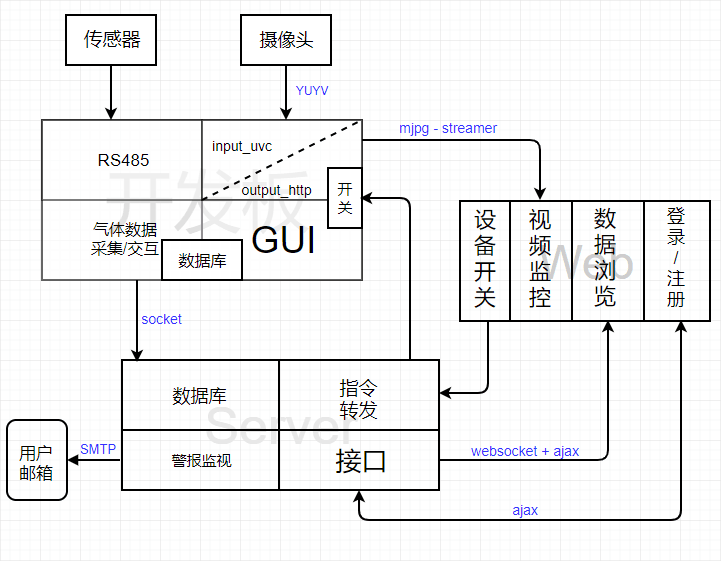 传感器
摄像头
YUYV
RS485
input_uvc
output_http
mjpg - streamer
开发板
开
关
气体数据
采集/交互
数据库
GUI
设
备
开
关
视
频
监
控
数
据
浏
览
登
录
/
注
册
Web
socket
数据库
指令
转发
Server
警报监视
接口
SMTP
用户
邮箱
websocket + ajax
ajax